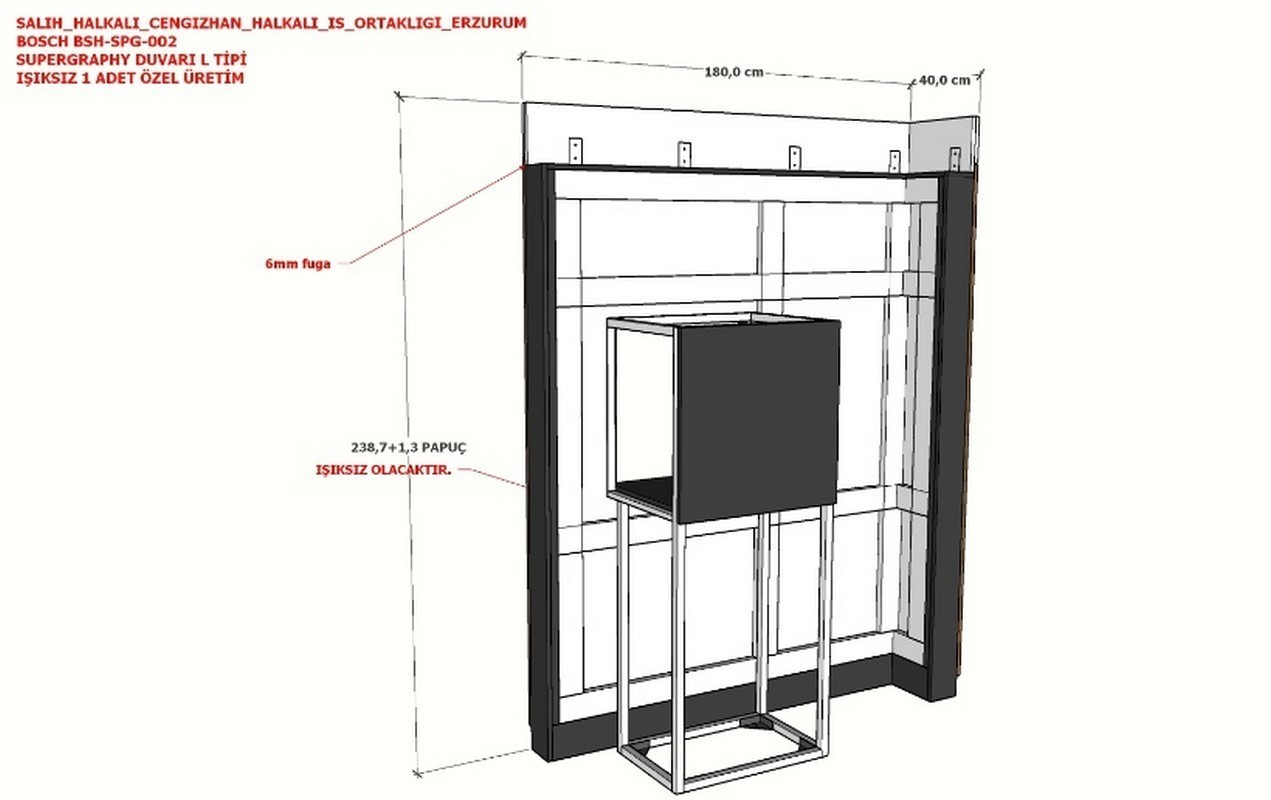 SALIH_HALKALI_CENGIZHAN_HALKALI_IS_ORTAKLIGI_ERZURUM
BOSCH BSH-SPG-002
SUPERGRAPHY DUVARI L TİPİ
IŞIKSIZ 1 ADET ÖZEL ÜRETİM
180,0 cm
40,0 cm
6mm fuga
238,7+1,3 PAPUÇ
IŞIKSIZ OLACAKTIR.